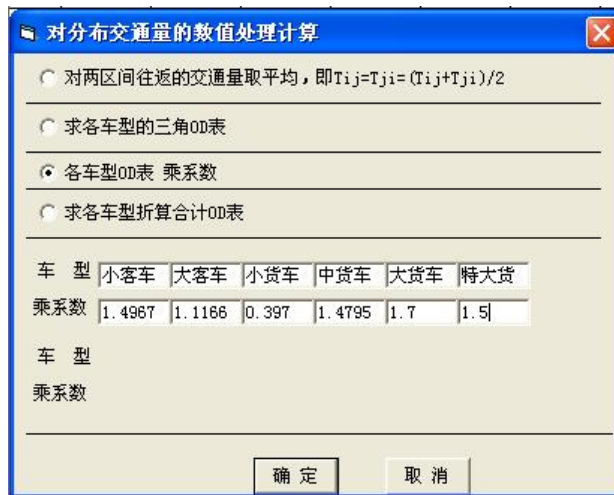 对分布交通量的数值处理计算
对两区间往返的交通量取平均，即Tij=Tji=(Tij+Tji)/2
求各车型的三角OD表
各车型OD表 乘系数
求各车型折算合计OD表
车 型 小客车 大客车 小货车 中货车 大货车 特大货
乘系数 1.4967 1.1166 0.397 1.4795 1.7 1.5
车 型
乘系数
确 定 取 消